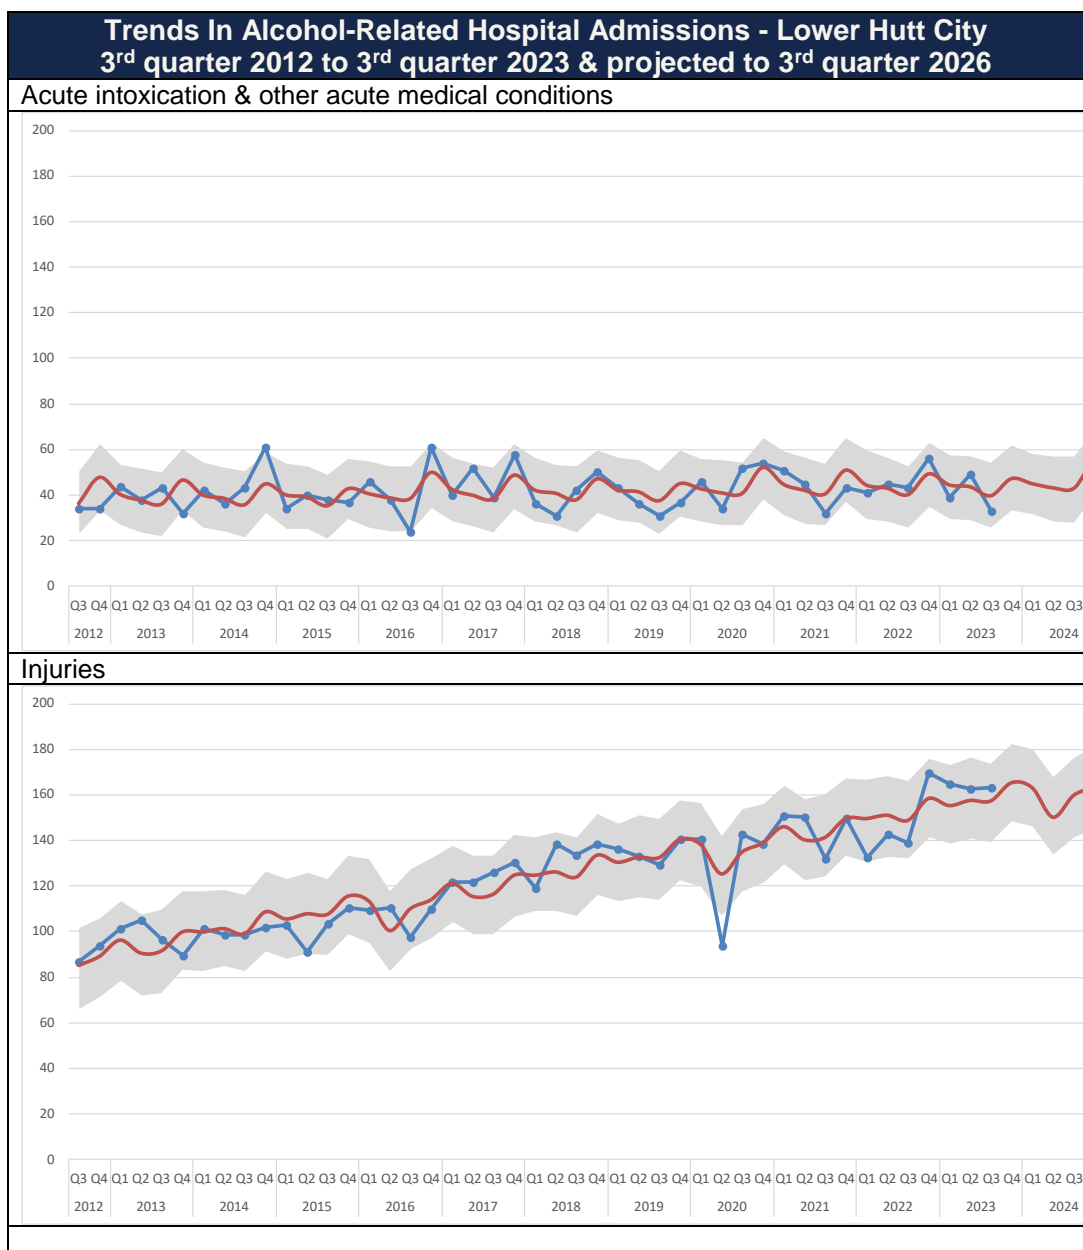 Trends In Alcohol-Related Hospital Admissions - Lower Hutt City
3rd quarter 2012 to 3rd quarter 2023 & projected to 3rd quarter 2026
Acute intoxication & other acute medical conditions
200
180
160
140
120
100
80
60
40
20
0
Q3 Q4 Q1 Q2 Q3 Q4 Q1 Q2 Q3 Q4 Q1 Q2 Q3 Q4 Q1 Q2 Q3 Q4 Q1 Q2 Q3 Q4 Q1 Q2 Q3 Q4 Q1 Q2 Q3 Q4 Q1 Q2 Q3 Q4 Q1 Q2 Q3 Q4 Q1 Q2 Q3 Q4 Q1 Q2 Q3 Q4 Q1 Q2 Q3
2012 2013 2014 2015 2016 2017 2018 2019 2020 2021 2022 2023 2024
Injuries
200
180
160
140
120
100
80
60
40
20
0
Q3 Q4 Q1 Q2 Q3 Q4 Q1 Q2 Q3 Q4 Q1 Q2 Q3 Q4 Q1 Q2 Q3 Q4 Q1 Q2 Q3 Q4 Q1 Q2 Q3 Q4 Q1 Q2 Q3 Q4 Q1 Q2 Q3 Q4 Q1 Q2 Q3 Q4 Q1 Q2 Q3 Q4 Q1 Q2 Q3 Q4 Q1 Q2 Q3
2012 2013 2014 2015 2016 2017 2018 2019 2020 2021 2022 2023 2024